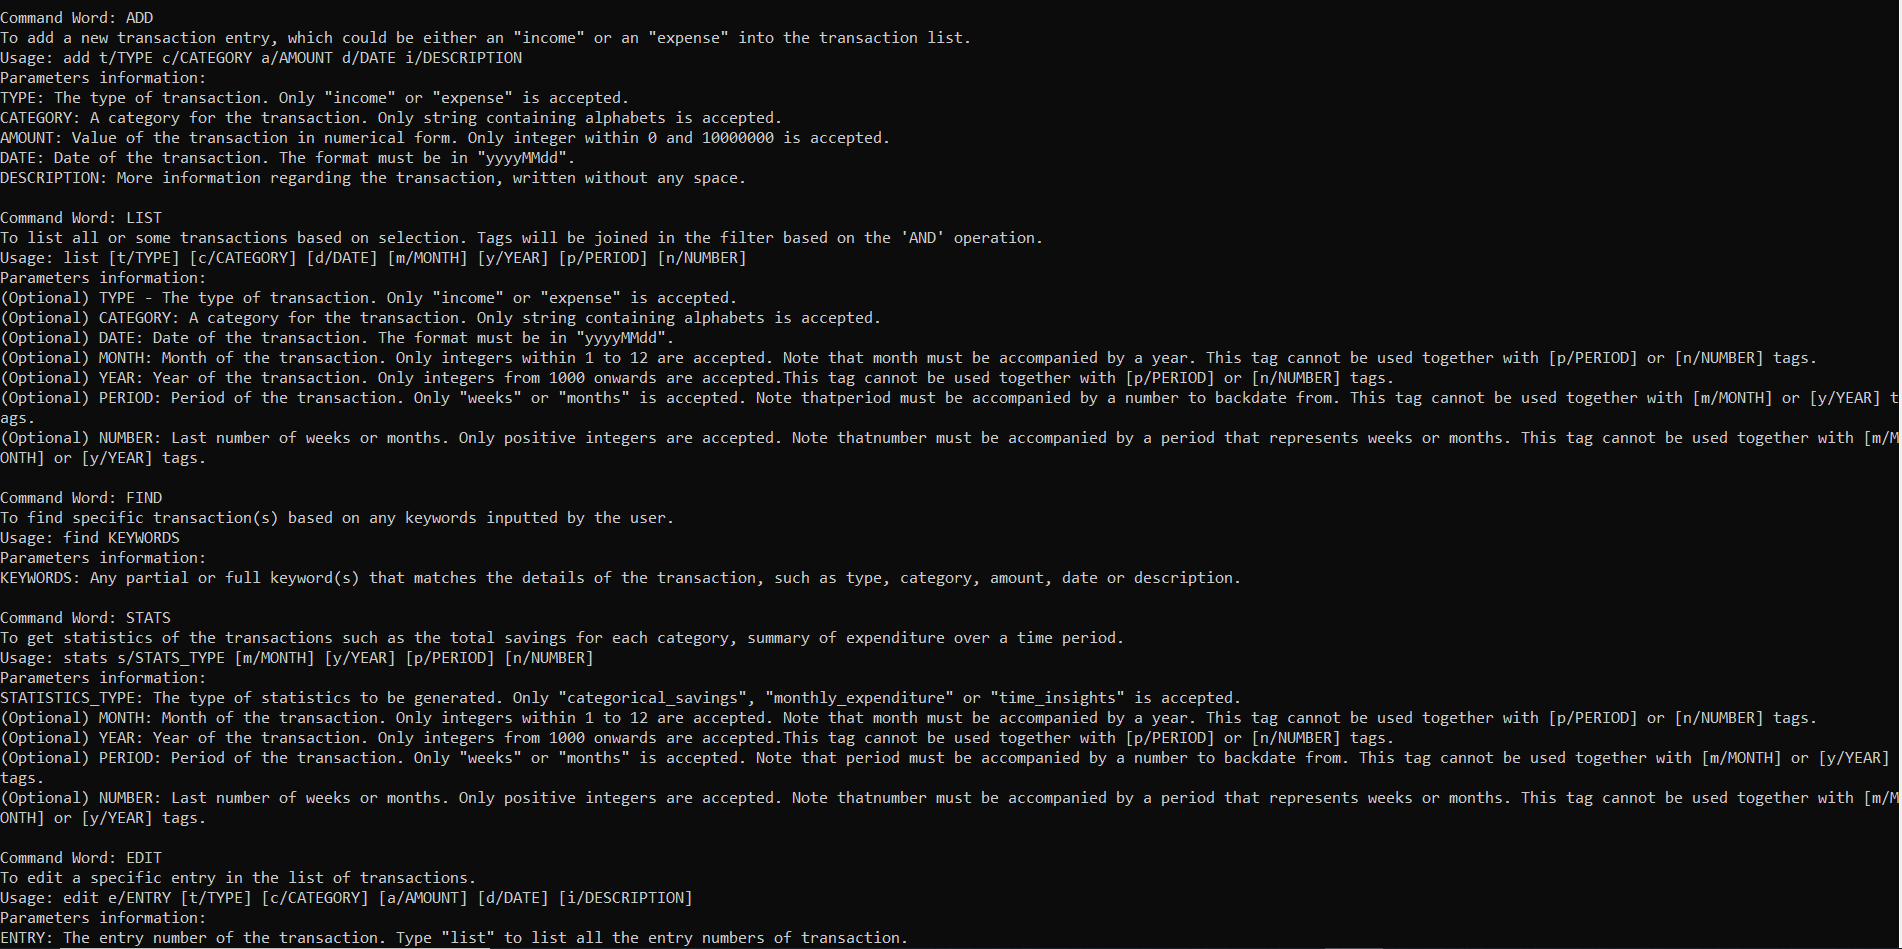 Command Word: ADD
To add a new transaction entry, which could be either an "income" or an "expense" into the transaction list.
Usage: add t/TYPE c/CATEGORY a/AMOUNT d/DATE i/DESCRIPTION
Parameters information:
TYPE: The type of transaction. Only "income" or "expense" is accepted.
CATEGORY: A category for the transaction. Only string containing alphabets is accepted.
AMOUNT: Value of the transaction in numerical form. Only integer within 0 and 10000000 is accepted.
DATE: Date of the transaction. The format must be in "yyyyMMdd".
DESCRIPTION: More information regarding the transaction, written without any space.

Command Word: LIST
To list all or some transactions based on selection. Tags will be joined in the filter based on the 'AND' operation.
Usage: list [t/TYPE] [c/CATEGORY] [d/DATE] [m/MONTH] [y/YEAR] [p/PERIOD] [n/NUMBER]
Parameters information:
(Optional) TYPE - The type of transaction. Only "income" or "expense" is accepted.
(Optional) CATEGORY: A category for the transaction. Only string containing alphabets is accepted.
(Optional) DATE: Date of the transaction. The format must be in "yyyyMMdd".
(Optional) MONTH: Month of the transaction. Only integers within 1 to 12 are accepted. Note that month must be accompanied by a year. This tag cannot be used together with [p/PERIOD] or [n/NUMBER] tags.
(Optional) YEAR: Year of the transaction. Only integers from 1000 onwards are accepted.This tag cannot be used together with [p/PERIOD] or [n/NUMBER] tags.
(Optional) PERIOD: Period of the transaction. Only "weeks" or "months" is accepted. Note thatperiod must be accompanied by a number to backdate from. This tag cannot be used together with [m/MONTH] or [y/YEAR] t
ags.
(Optional) NUMBER: Last number of weeks or months. Only positive integers are accepted. Note thatnumber must be accompanied by a period that represents weeks or months. This tag cannot be used together with [m/M
ONTH] or [y/YEAR] tags.

Command Word: FIND
To find specific transaction(s) based on any keywords inputted by the user.
Usage: find KEYWORDS
Parameters information:
KEYWORDS: Any partial or full keyword(s) that matches the details of the transaction, such as type, category, amount, date or description.

Command Word: STATS
To get statistics of the transactions such as the total savings for each category, summary of expenditure over a time period.
Usage: stats s/STATS_TYPE [m/MONTH] [y/YEAR] [p/PERIOD] [n/NUMBER]
Parameters information:
STATISTICS_TYPE: The type of statistics to be generated. Only "categorical_savings", "monthly_expenditure" or "time_insights" is accepted.
(Optional) MONTH: Month of the transaction. Only integers within 1 to 12 are accepted. Note that month must be accompanied by a year. This tag cannot be used together with [p/PERIOD] or [n/NUMBER] tags.
(Optional) YEAR: Year of the transaction. Only integers from 1000 onwards are accepted.This tag cannot be used together with [p/PERIOD] or [n/NUMBER] tags.
(Optional) PERIOD: Period of the transaction. Only "weeks" or "months" is accepted. Note that period must be accompanied by a number to backdate from. This tag cannot be used together with [m/MONTH] or [y/YEAR]
tags.
(Optional) NUMBER: Last number of weeks or months. Only positive integers are accepted. Note thatnumber must be accompanied by a period that represents weeks or months. This tag cannot be used together with [m/M
ONTH] or [y/YEAR] tags.

Command Word: EDIT
To edit a specific entry in the list of transactions.
Usage: edit e/ENTRY [t/TYPE] [c/CATEGORY] [a/AMOUNT] [d/DATE] [i/DESCRIPTION]
Parameters information:
ENTRY: The entry number of the transaction. Type "list" to list all the entry numbers of transaction.